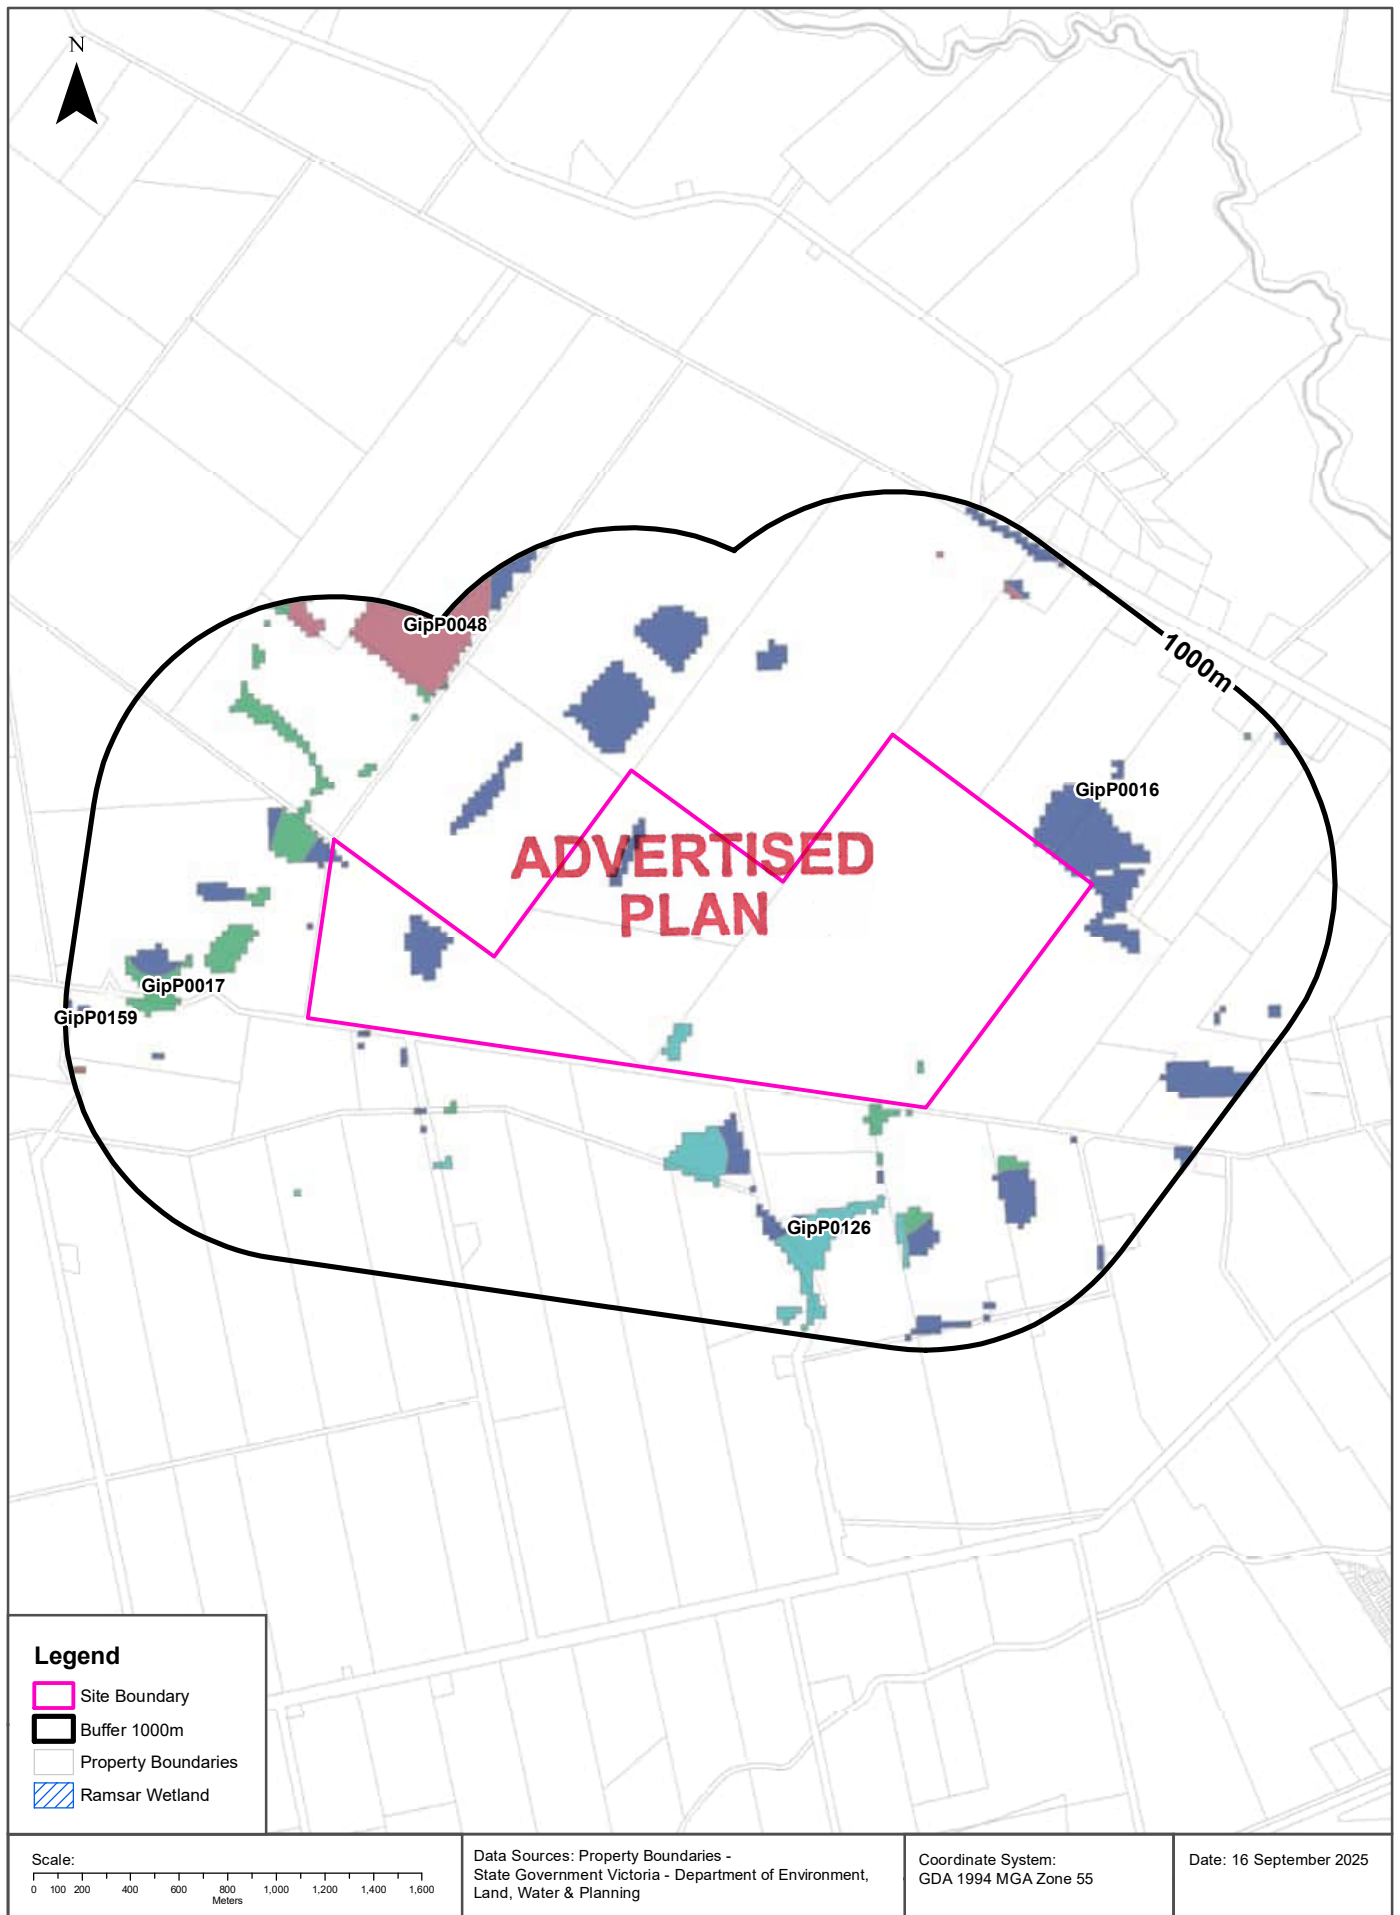 N
GipP0048
1000m
GipP0016
ADVERTISED
PLAN
GipP0017
GipP0159
GipP0126
Legend
Site Boundary
Buffer 1000m
Property Boundaries
Ramsar Wetland
Scale:
0 100 200 400 600 800 1,000 1,200 1,400 1,600
Meters
Data Sources: Property Boundaries -
State Government Victoria - Department of Environment,
Land, Water & Planning
Coordinate System:
GDA 1994 MGA Zone 55
Date: 16 September 2025